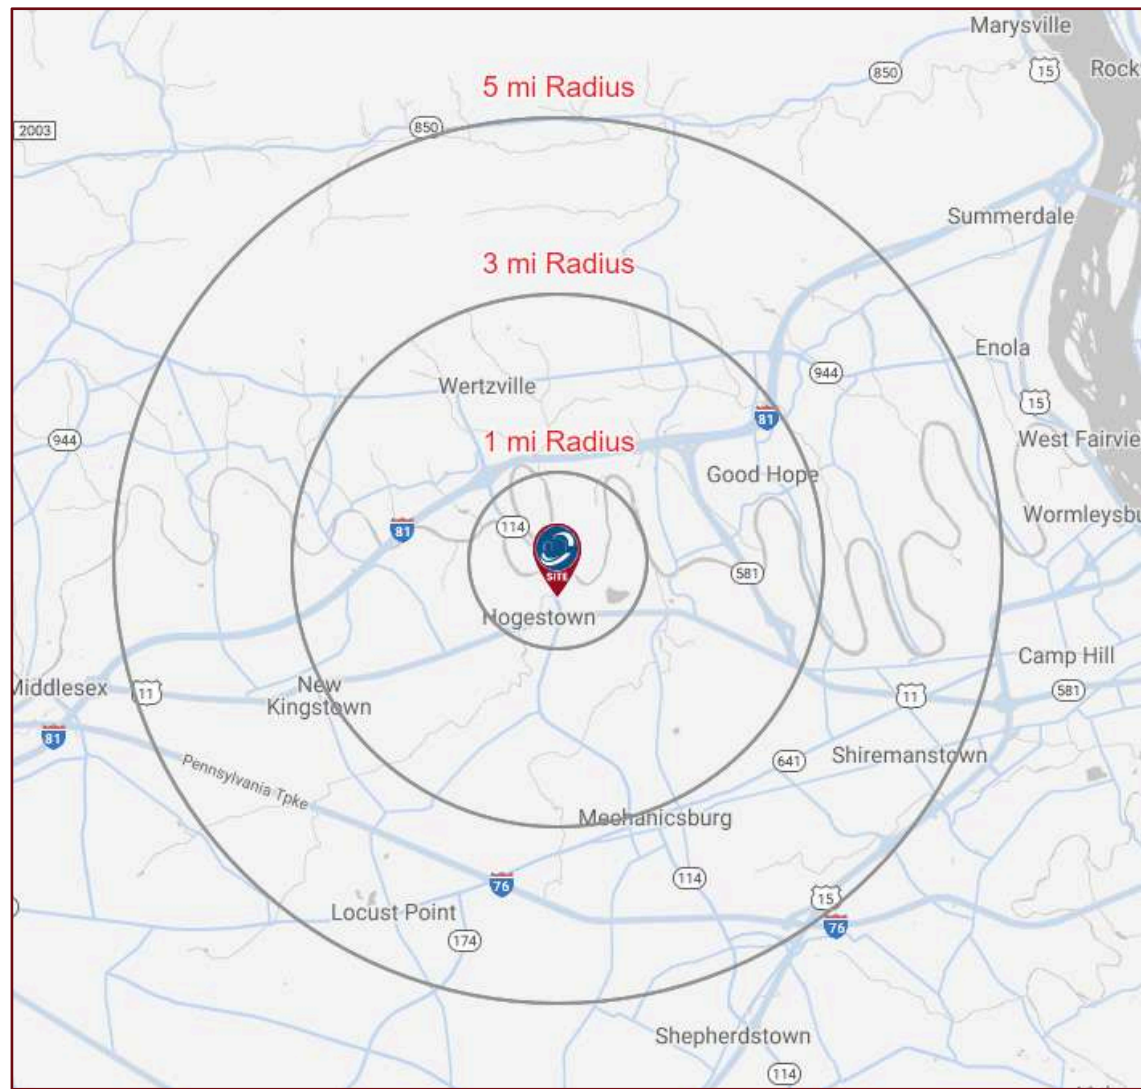 Marysville
15
Rock
850
5 mi Radius
2003
850
Summerdale
3 mi Radius
Enola
944
Wertzville
15
81
944
1 mi Radius
West Fairvie
Good Hope
114
81
Wormleysbu
SITE
581
Hogestown
Camp Hill
Middlesex
11
New
Kingstown
11
581
81
Pennsylvania Tpke
641
Shiremanstown
Mechanicsburg
114
76
15
Locust Point
76
174
Shepherdstown
114